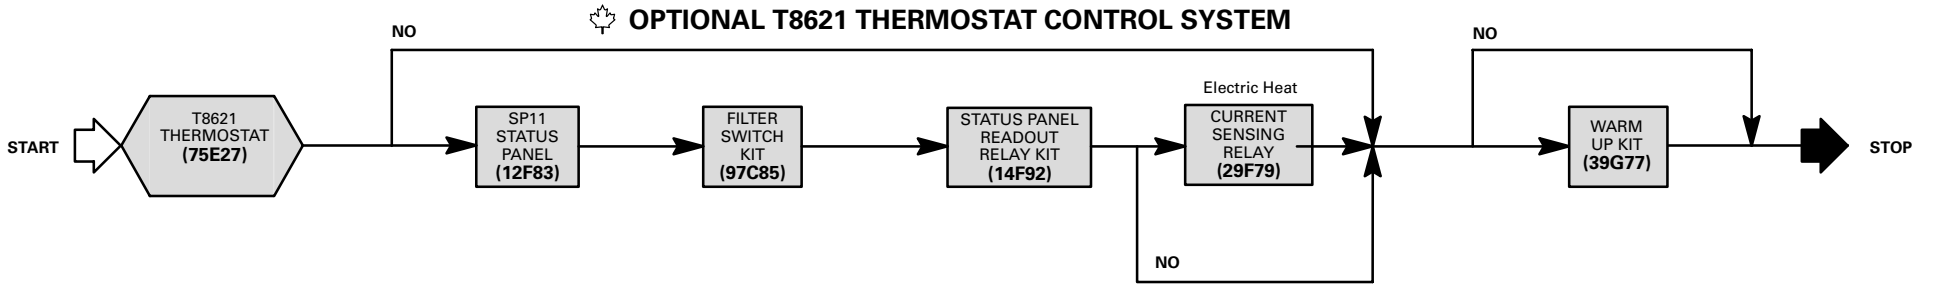 OPTIONAL T8621 THERMOSTAT CONTROL SYSTEM
NO
NO
START
T8621
THERMOSTAT
(75E27)
SP11
STATUS
PANEL
(12F83)
FILTER
SWITCH
KIT
(97C85)
STATUS PANEL
READOUT
RELAY KIT
(14F92)
Electric Heat
CURRENT
SENSING
RELAY
(29F79)
NO
WARM
UP KIT
(39G77)
STOP